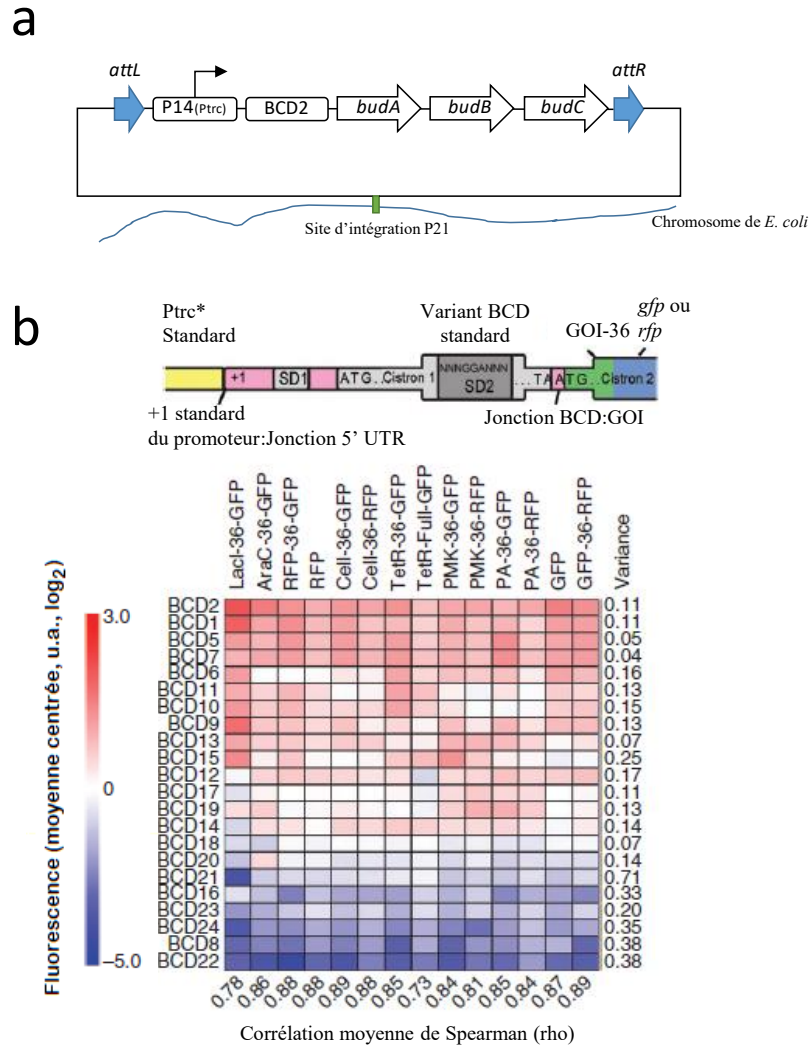 a
attL
attR
P14(Ptrc)
BCD2
budA
budB
budC
Site d'intégration P21
Chromosome de E. coli
b
Ptrc*
Standard
Variant BCD
standard
gfp ou
rfp
GOI-36
+1
SD1
ATG..Cistron 1
NNNGGANNN
SD2
...TAATG..Cistron 2
+1 standard
du promoteur:Jonction 5' UTR
Jonction BCD:GOI
LacI-36-GFP
AraC-36-GFP
RFP-36-GFP
RFP
Cell-36-GFP
Cell-36-RFP
TetR-36-GFP
TetR-Full-GFP
PMK-36-GFP
PMK-36-RFP
PA-36-GFP
PA-36-RFP
GFP
GFP-36-RFP
Variance
Fluorescence (moyenne centrée, u.a., log2)
3.0
0
–5.0
BCD2 0.11
BCD1 0.11
BCD5 0.05
BCD7 0.04
BCD6 0.16
BCD11 0.13
BCD10 0.15
BCD9 0.13
BCD13 0.07
BCD15 0.25
BCD12 0.17
BCD17 0.11
BCD19 0.13
BCD14 0.14
BCD18 0.07
BCD20 0.14
BCD21 0.71
BCD16 0.33
BCD23 0.20
BCD24 0.35
BCD8 0.38
BCD22 0.38
0.78 0.86 0.88 0.88 0.89 0.88 0.85 0.73 0.84 0.81 0.85 0.84 0.87 0.89
Corrélation moyenne de Spearman (rho)